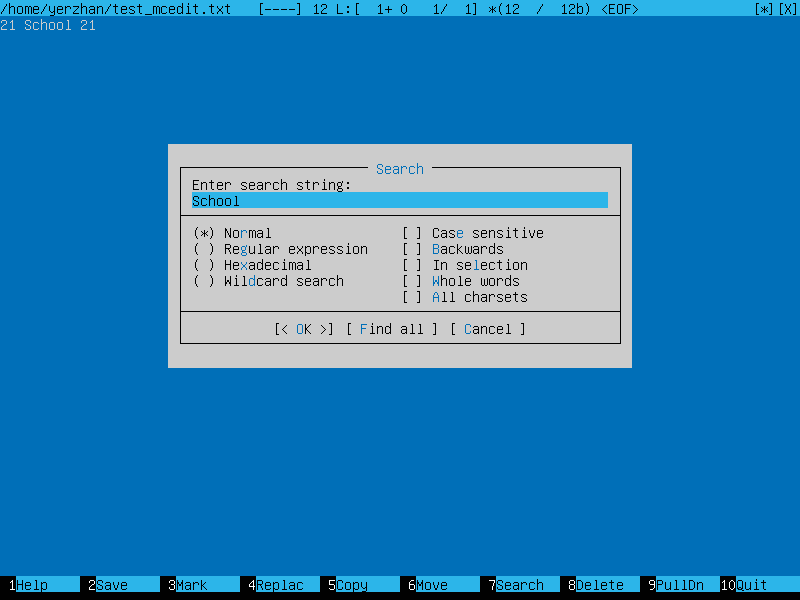 /home/yerzhan/test_mcedit.txt   [----] 12 L:[  1+ 0   1/  1] *(12  /  12b) <EOF>   [*][X]
21 School 21
Search
Enter search string:
School
(*) Normal   [ ] Case sensitive
( ) Regular expression   [ ] Backwards
( ) Hexadecimal   [ ] In selection
( ) Wildcard search   [ ] Whole words
[ ] All charsets
[< OK >] [ Find all ] [ Cancel ]
1Help   2Save   3Mark   4Replac   5Copy   6Move   7Search   8Delete   9PullDn   10Quit